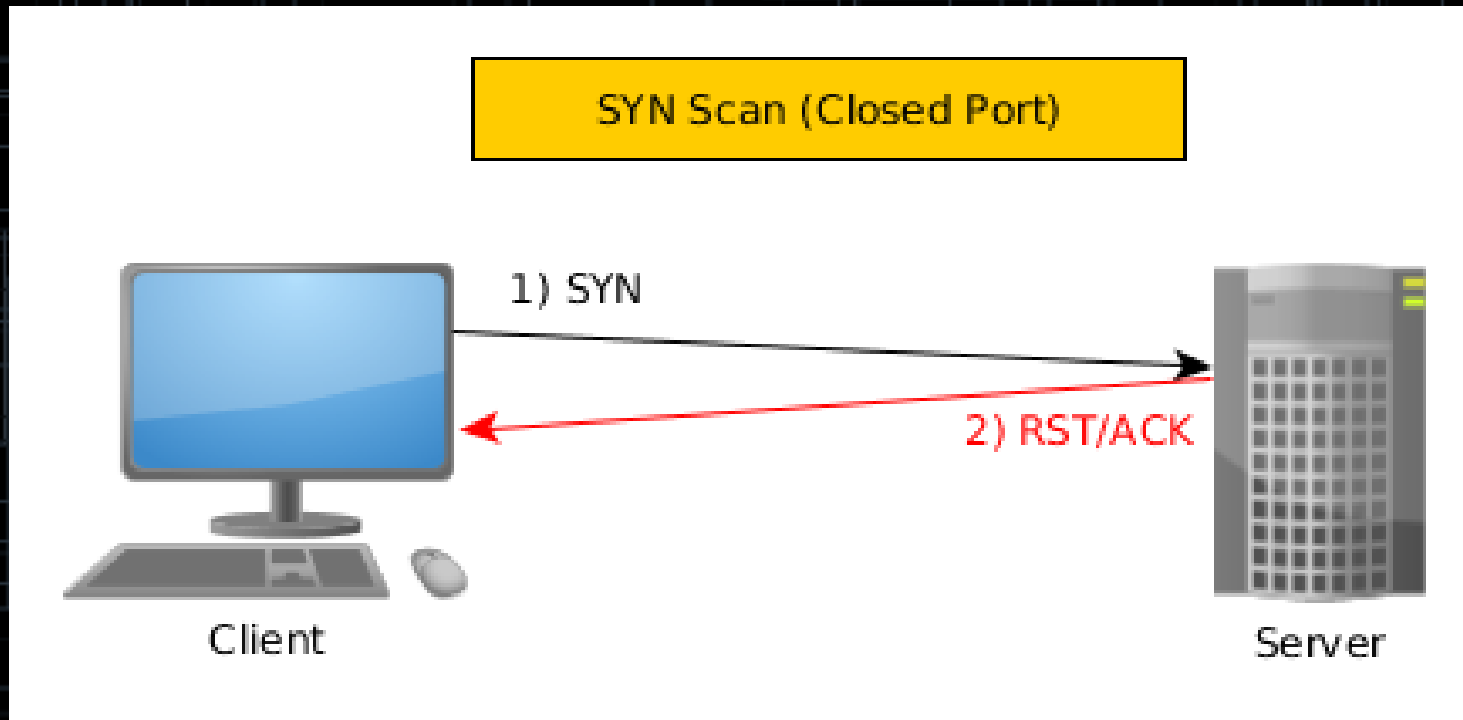 SYN Scan (Closed Port)
1) SYN
2) RST/ACK
Client
Server